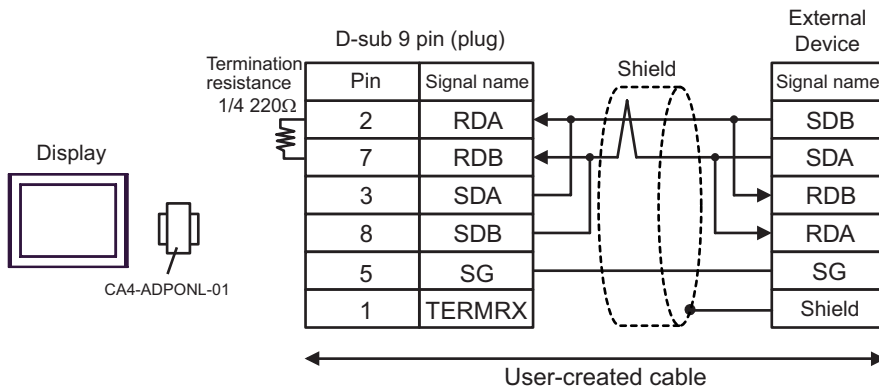 External
Device
D-sub 9 pin (plug)
Termination
resistance
1/4 220Ω
Shield
Pin Signal name Signal name
2 RDA SDB
7 RDB SDA
3 SDA RDB
8 SDB RDA
5 SG SG
1 TERMRX Shield
Display
CA4-ADPONL-01
User-created cable